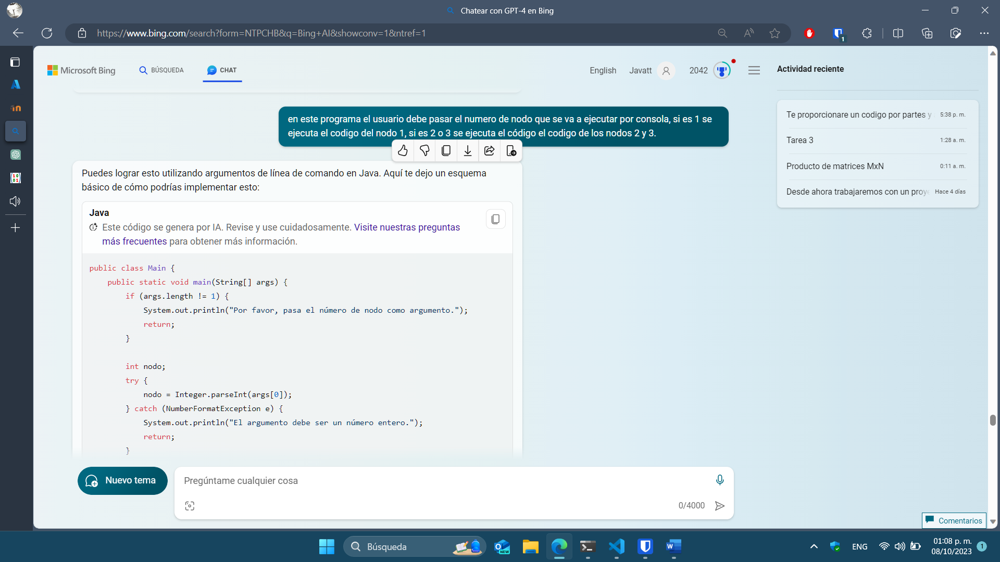 Chatear con GPT-4 en Bing
https://www.bing.com/search?form=NTPCHB&q=Bing+AI&showconv=1&ntref=1
1
Microsoft Bing
BÚSQUEDA
CHAT
English
Javatt
2042
Actividad reciente
Te proporcionare un codigo por partes y
5:38 p. m.
Tarea 3
1:28 a. m.
Producto de matrices MxN
0:11 a. m.
Desde ahora trabajaremos con un proye
Hace 4 días
en este programa el usuario debe pasar el numero de nodo que se va a ejecutar por consola, si es 1 se
ejecuta el codigo del nodo 1, si es 2 o 3 se ejecuta el código el codigo de los nodos 2 y 3.
Puedes lograr esto utilizando argumentos de línea de comando en Java. Aquí te dejo un esquema
básico de cómo podrías implementar esto:
Java
Este código se genera por IA. Revise y use cuidadosamente. Visite nuestras preguntas
más frecuentes para obtener más información.
public class Main {
public static void main(String[] args) {
if (args.length != 1) {
System.out.println("Por favor, pasa el número de nodo como argumento.");
return;
}
int nodo;
try {
nodo = Integer.parseInt(args[0]);
} catch (NumberFormatException e) {
System.out.println("El argumento debe ser un número entero.");
return;
}
Nuevo tema
Pregúntame cualquier cosa
0/4000
Comentarios
Búsqueda
NEW
ENG
01:08 p. m.
08/10/2023
1